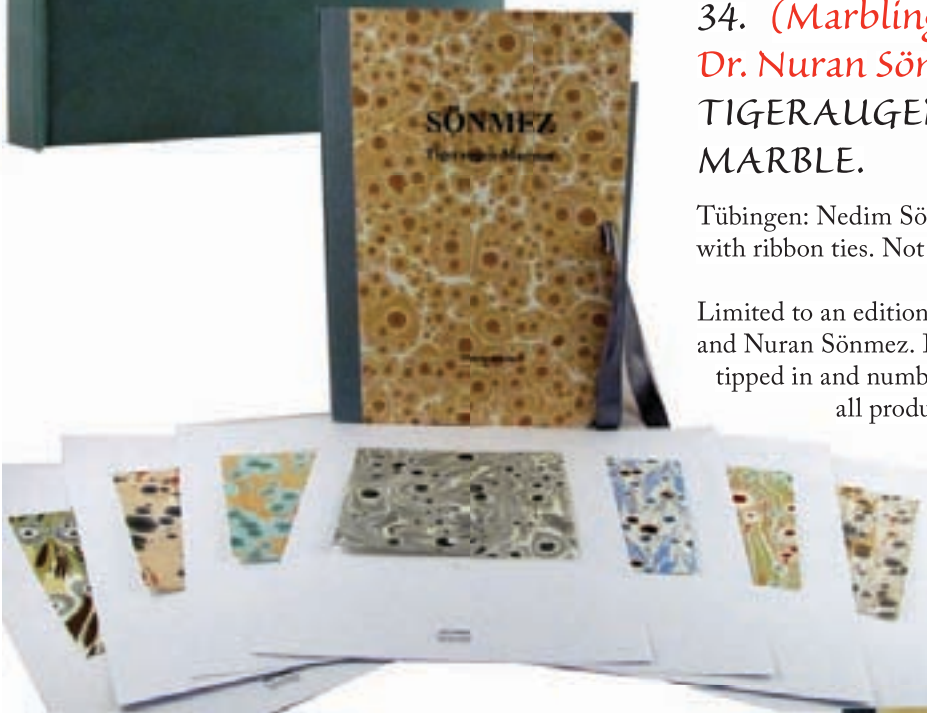 SÖNMEZ
34. (Marbling
Dr. Nuran Sön
TIGERAUGEN
MARBLE.
Tübingen: Nedim Sö
with ribbon ties. Not
Limited to an edition
and Nuran Sönmez. 
tipped in and numb
all produ